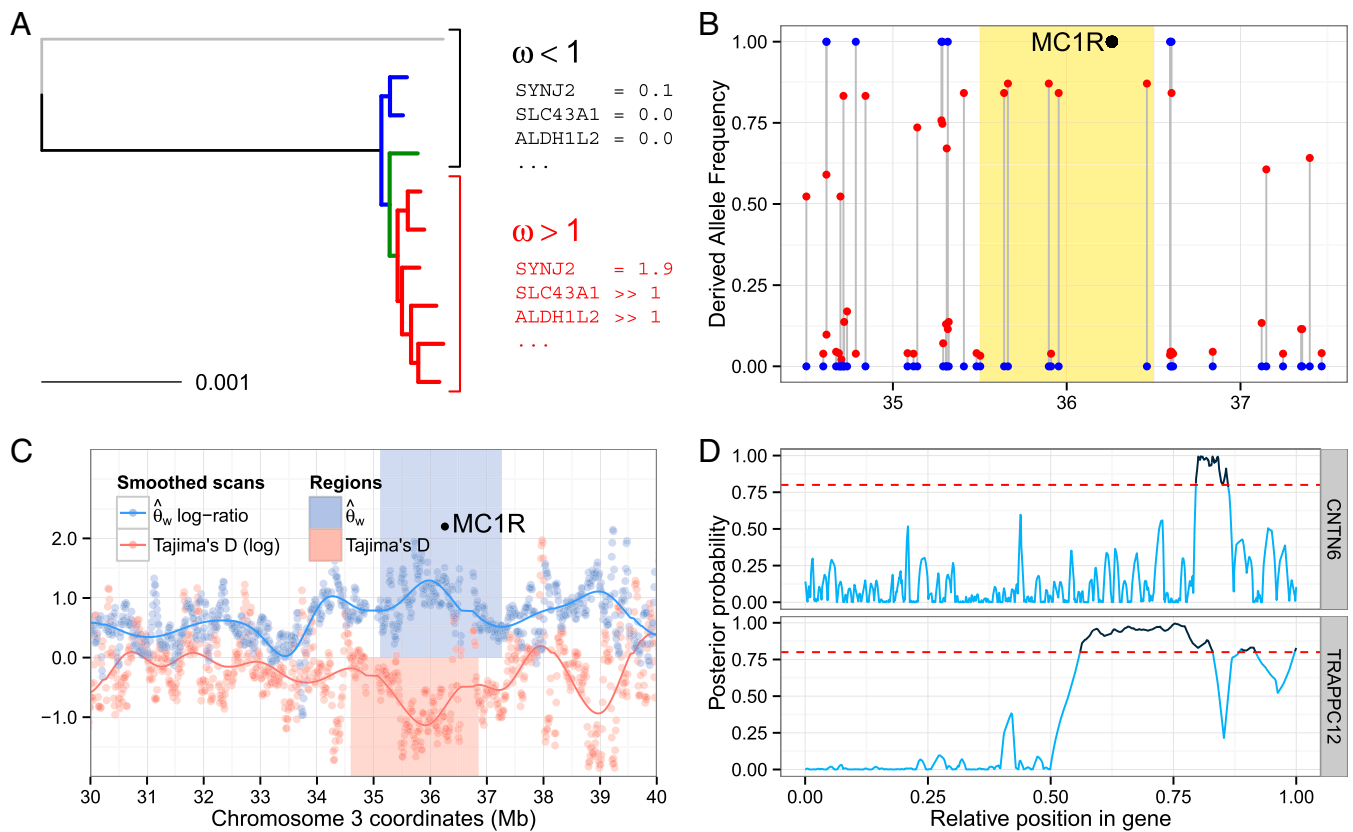 A
ω < 1
SYNJ2 = 0.1
SLC43A1 = 0.0
ALDH1L2 = 0.0
...
ω > 1
SYNJ2 = 1.9
SLC43A1 >> 1
ALDH1L2 >> 1
...
0.001
B
Derived Allele Frequency
1.00
0.75
0.50
0.25
0.00
MC1R
35
36
37
C
Smoothed scans
θ̂w log−ratio
Tajima's D (log)
Regions
θ̂w
Tajima's D
MC1R
2.0
1.0
0.0
−1.0
30 31 32 33 34 35 36 37 38 39 40
Chromosome 3 coordinates (Mb)
D
Posterior probability
1.00
0.75
0.50
0.25
0.00
CNTN6
1.00
0.75
0.50
0.25
0.00
TRAPPC12
0.00 0.25 0.50 0.75 1.00
Relative position in gene